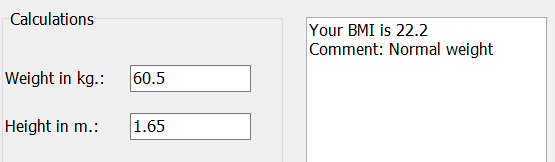 Calculations
Weight in kg.: 60.5
Height in m.: 1.65
Your BMI is 22.2
Comment: Normal weight